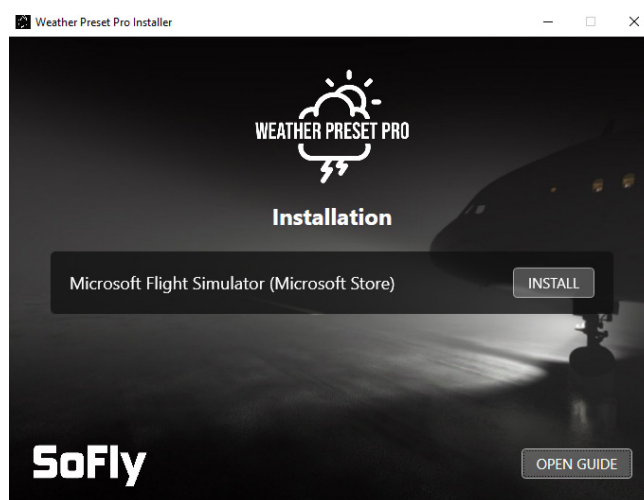 Weather Preset Pro Installer
WEATHER PRESET PRO
Installation
Microsoft Flight Simulator (Microsoft Store)
INSTALL
SoFly
OPEN GUIDE